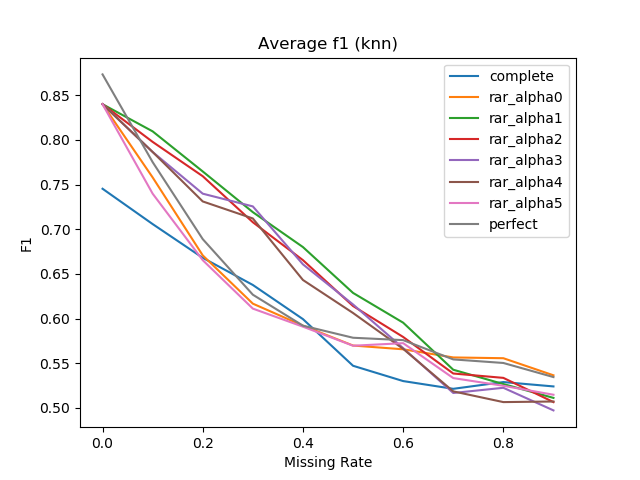 Average f1 (knn)
complete
rar_alpha0
rar_alpha1
rar_alpha2
rar_alpha3
rar_alpha4
rar_alpha5
perfect
0.85
0.80
0.75
0.70
0.65
0.60
0.55
0.50
F1
0.0 0.2 0.4 0.6 0.8
Missing Rate